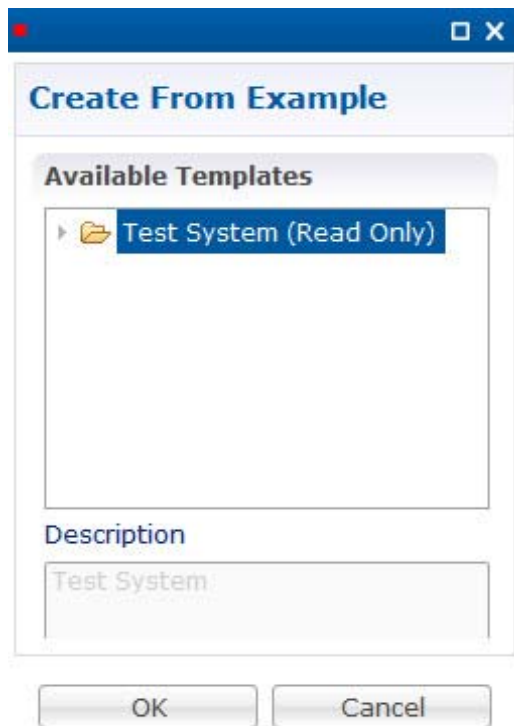 Create From Example
Available Templates
Test System (Read Only)
Description
Test System
OK
Cancel